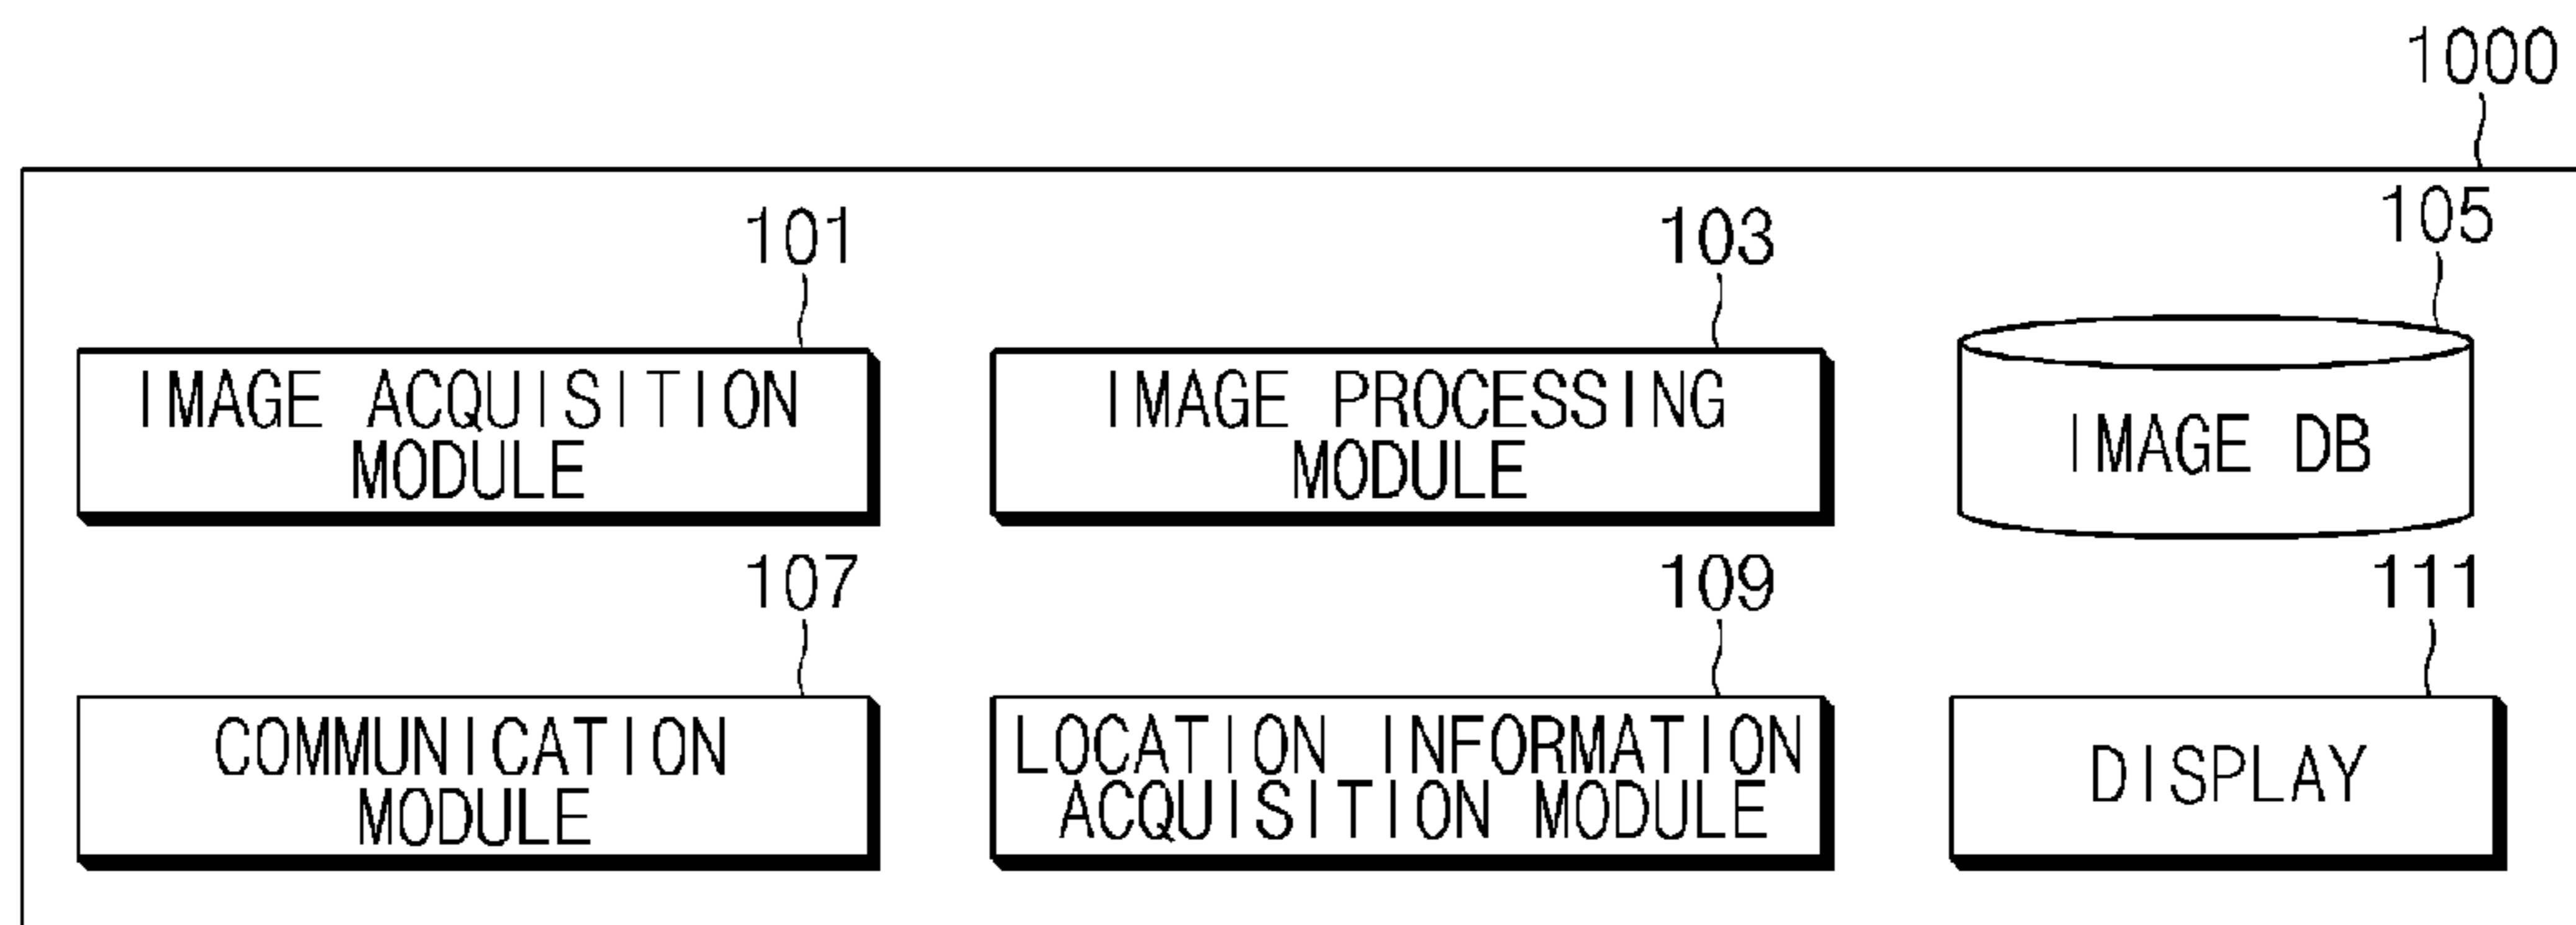 1000
101
103
105
IMAGE ACQUISITION
MODULE
IMAGE PROCESSING
MODULE
IMAGE DB
107
109
111
COMMUNICATION
MODULE
LOCATION INFORMATION
ACQUISITION MODULE
DISPLAY